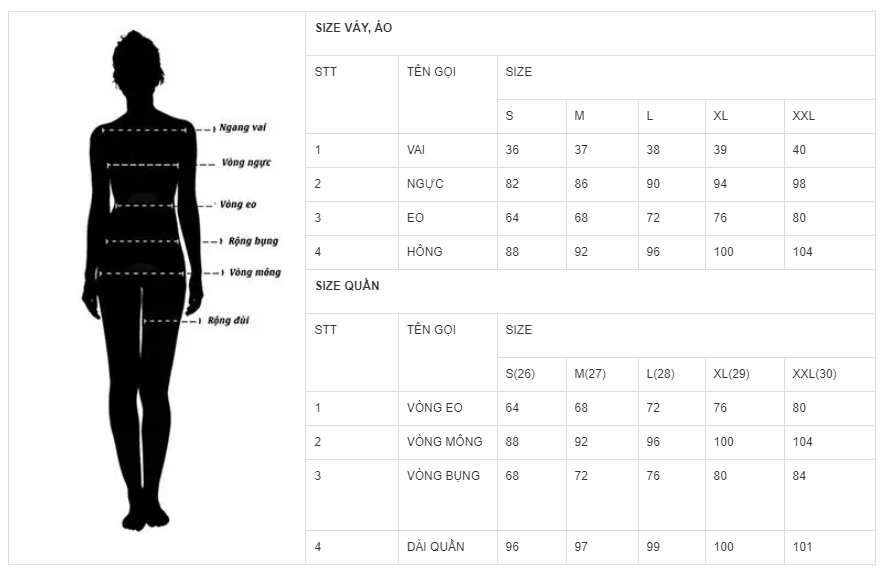 Ngang vai
Vòng ngực
Vòng eo
Rộng bụng
Vòng mông
Rộng đùi
SIZE VÁY, ÁO
STT TÊN GỌI SIZE
S M L XL XXL
1 VAI 36 37 38 39 40
2 NGỰC 82 86 90 94 98
3 EO 64 68 72 76 80
4 HÔNG 88 92 96 100 104
SIZE QUẦN
STT TÊN GỌI SIZE
S(26) M(27) L(28) XL(29) XXL(30)
1 VÒNG EO 64 68 72 76 80
2 VÒNG MÔNG 88 92 96 100 104
3 VÒNG BỤNG 68 72 76 80 84
4 DÀI QUẦN 96 97 99 100 101